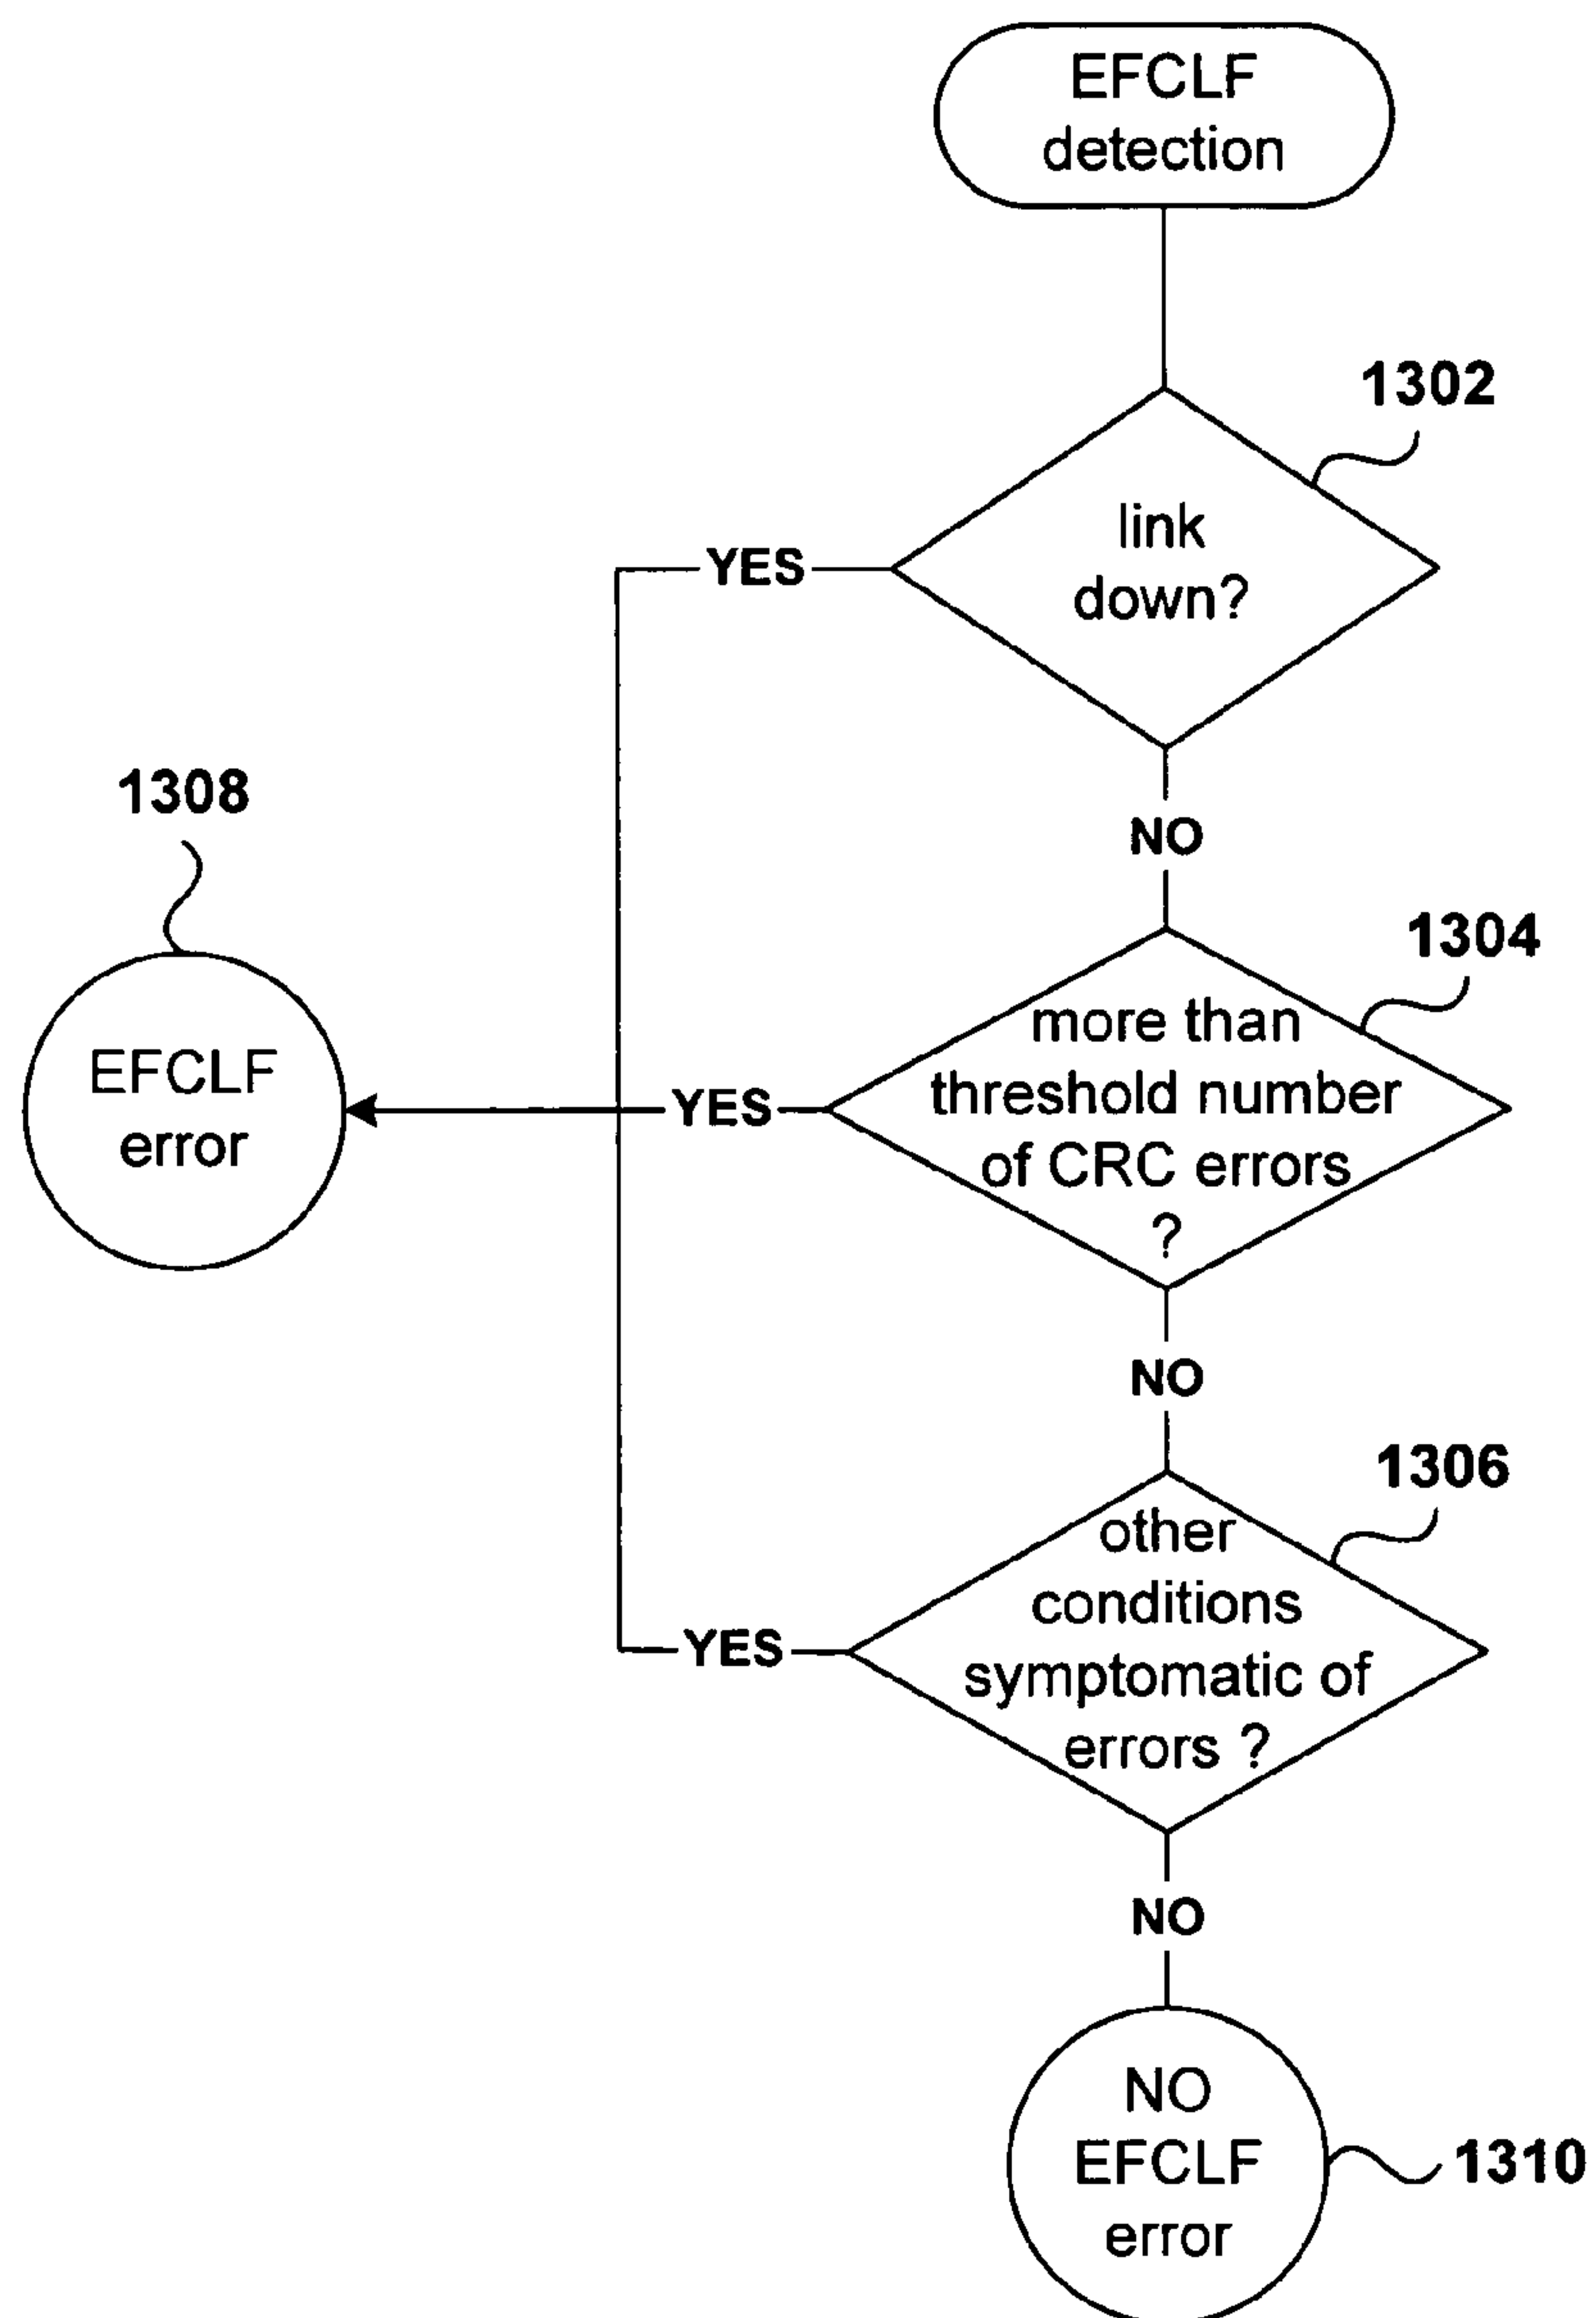 EFCLF
detection
1302
link
down?
YES
NO
1308
1304
more than
threshold number
of CRC errors
?
YES
EFCLF
error
NO
1306
other
conditions
symptomatic of
errors ?
YES
NO
NO
EFCLF
error
1310